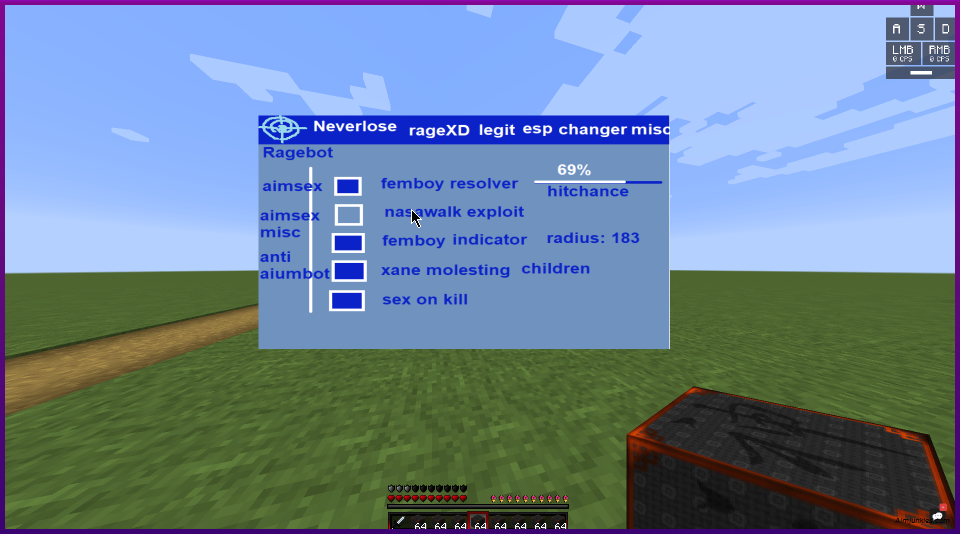 W
A S D
LMB RMB
0 CPS 0 CPS
Neverlose rageXD legit esp changer misc
Ragebot
69%
hitchance
aimsex femboy resolver
aimsex misc nasawalk exploit
femboy indicator radius: 183
anti aiumbot xane molesting children
sex on kill
64 64 64 64 64 64 64 64